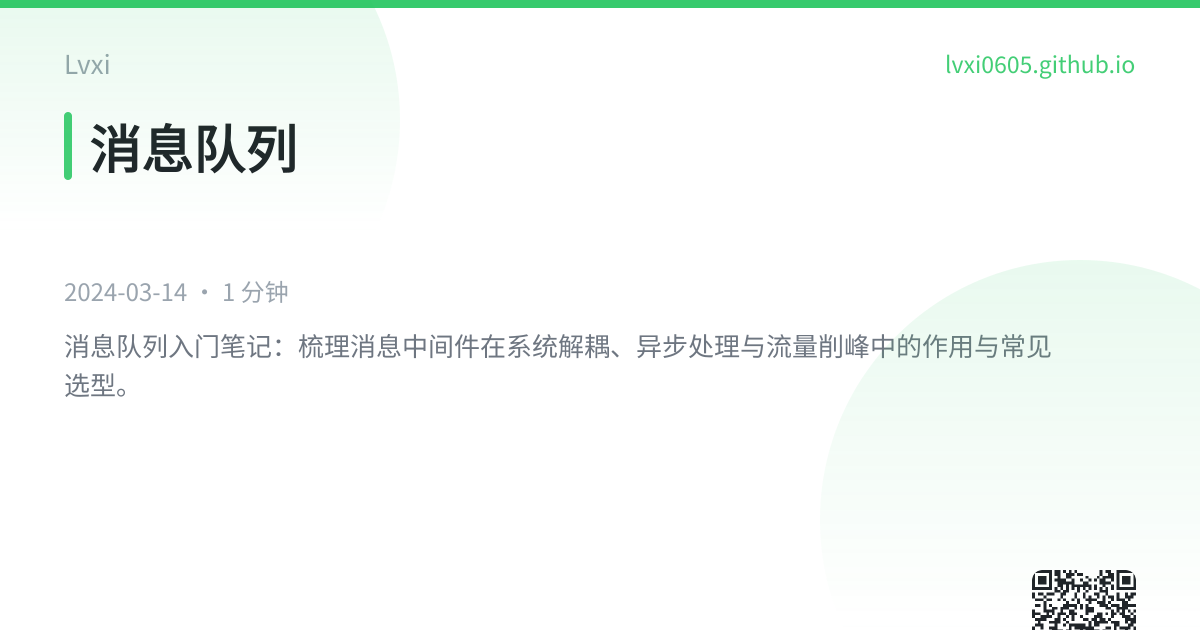 Lvxi
lvxi0605.github.io
消息队列
2024-03-14 · 1 分钟
消息队列入门笔记：梳理消息中间件在系统解耦、异步处理与流量削峰中的作用与常见
选型。